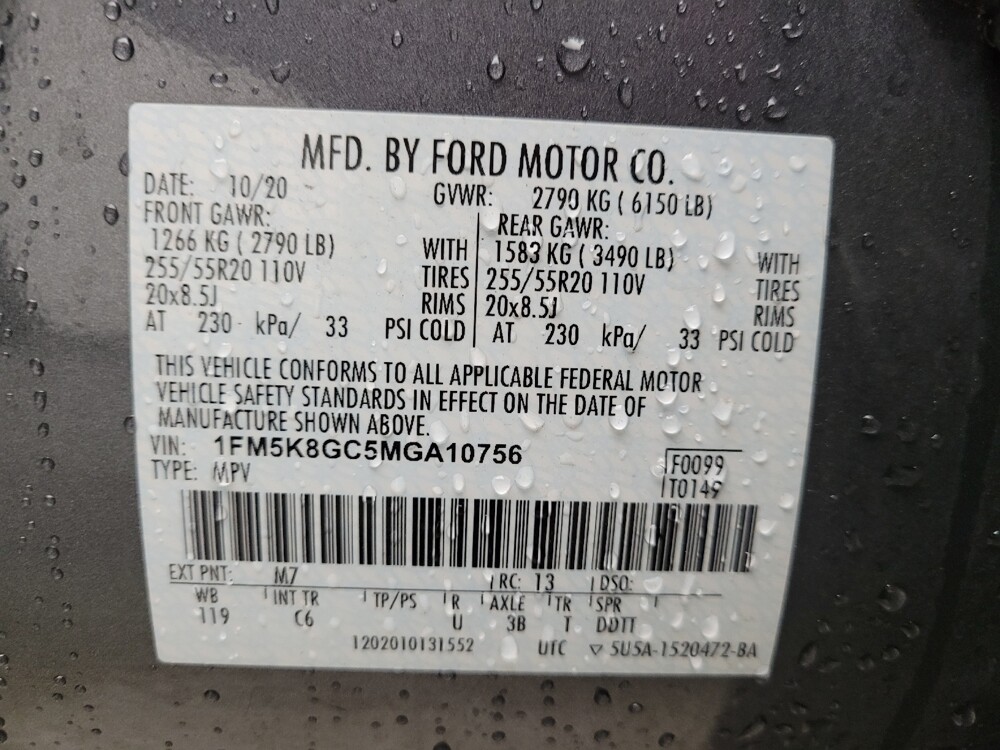 MFD. BY FORD MOTOR CO.
DATE: 10/20 GVWR: 2790 KG ( 6150 LB)
FRONT GAWR: REAR GAWR:
1266 KG ( 2790 LB) WITH 1583 KG ( 3490 LB) WITH
255/55R20 110V TIRES 255/55R20 110V TIRES
20x8.5J RIMS 20x8.5J RIMS
AT 230 kPa/ 33 PSI COLD AT 230 kPa/ 33 PSI COLD
THIS VEHICLE CONFORMS TO ALL APPLICABLE FEDERAL MOTOR
VEHICLE SAFETY STANDARDS IN EFFECT ON THE DATE OF
MANUFACTURE SHOWN ABOVE.
VIN: 1FM5K8GC5MGA10756 F0099
TYPE: MPV T0149
EXT PNT: M7 RC: 13 DSO:
WB INT TR TP/PS R AXLE TR SPR
119 C6 U 3B T DDTT
1202010131552 UTC ▽ 5U5A-1520472-BA